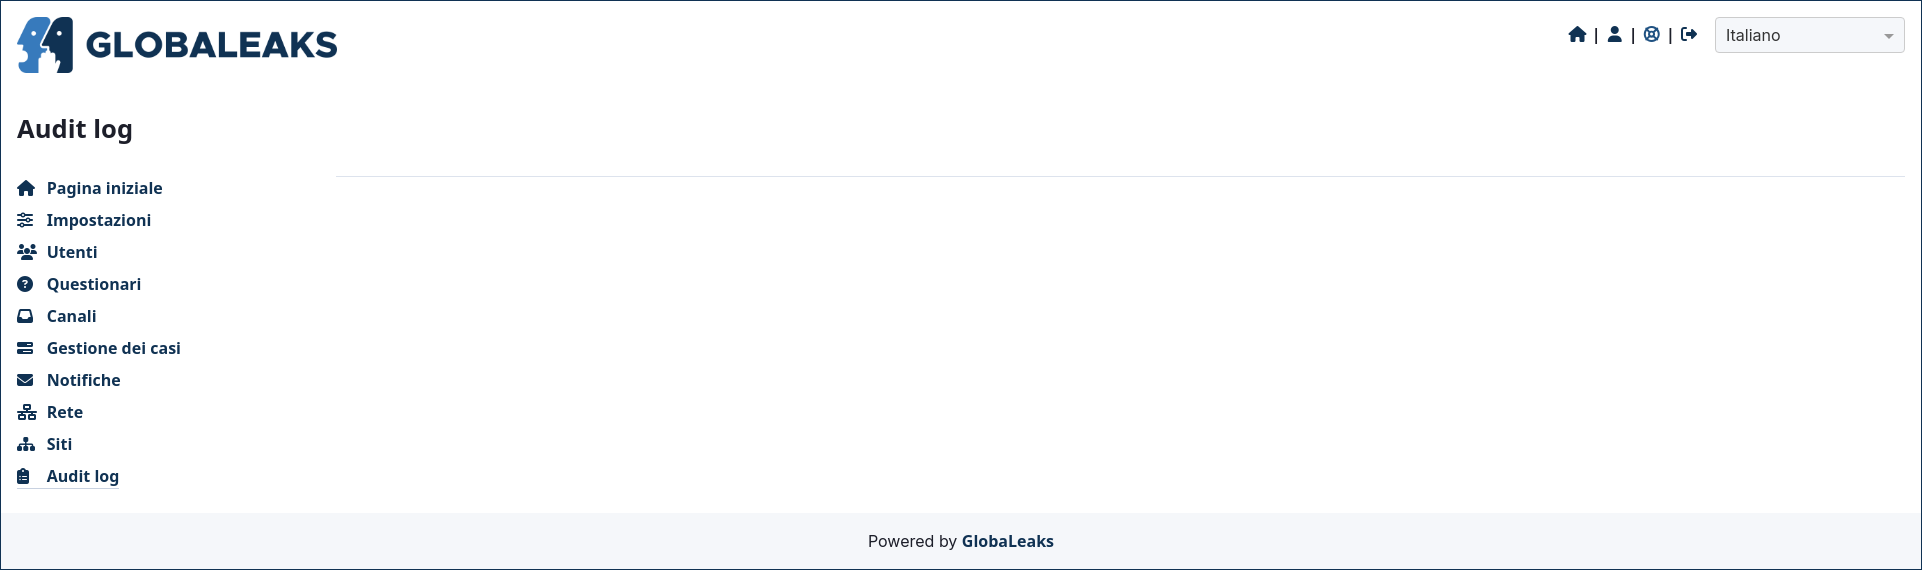 GLOBALEAKS
| | | Italiano
Audit log
Pagina iniziale
Impostazioni
Utenti
Questionari
Canali
Gestione dei casi
Notifiche
Rete
Siti
Audit log
Powered by GlobaLeaks